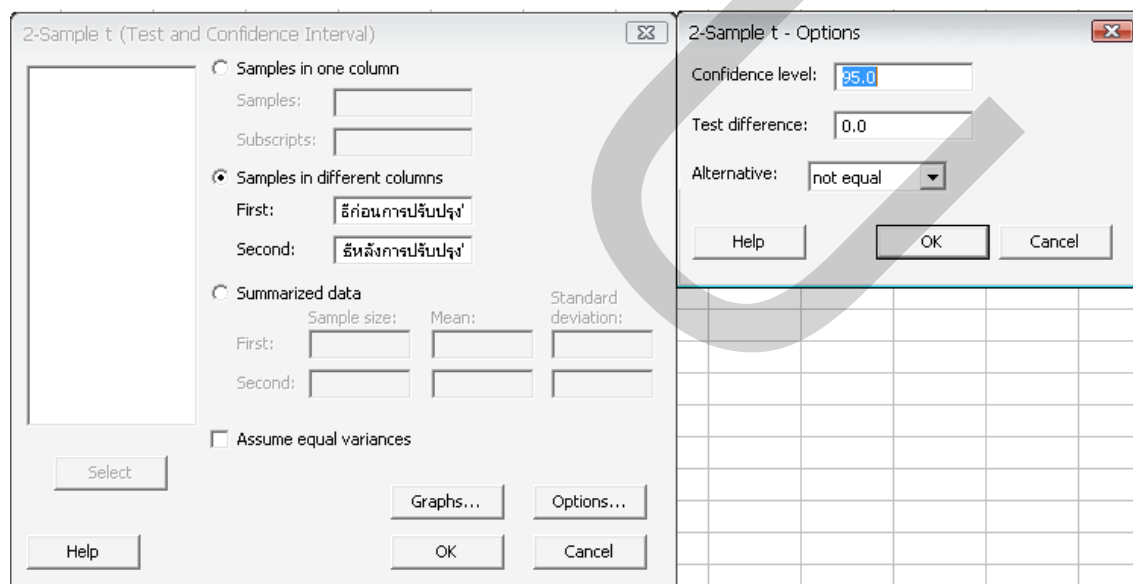 2-Sample t (Test and Confidence Interval)
Samples in one column
Samples:
Subscripts:
Samples in different columns
First: ธีก่อนการปรับปรุง'
Second: ธีหลังการปรับปรุง'
Summarized data
Sample size: Mean: Standard deviation:
First:
Second:
Assume equal variances
Select
Graphs... Options...
Help OK Cancel
2-Sample t - Options
Confidence level: 95.0
Test difference: 0.0
Alternative: not equal
Help OK Cancel